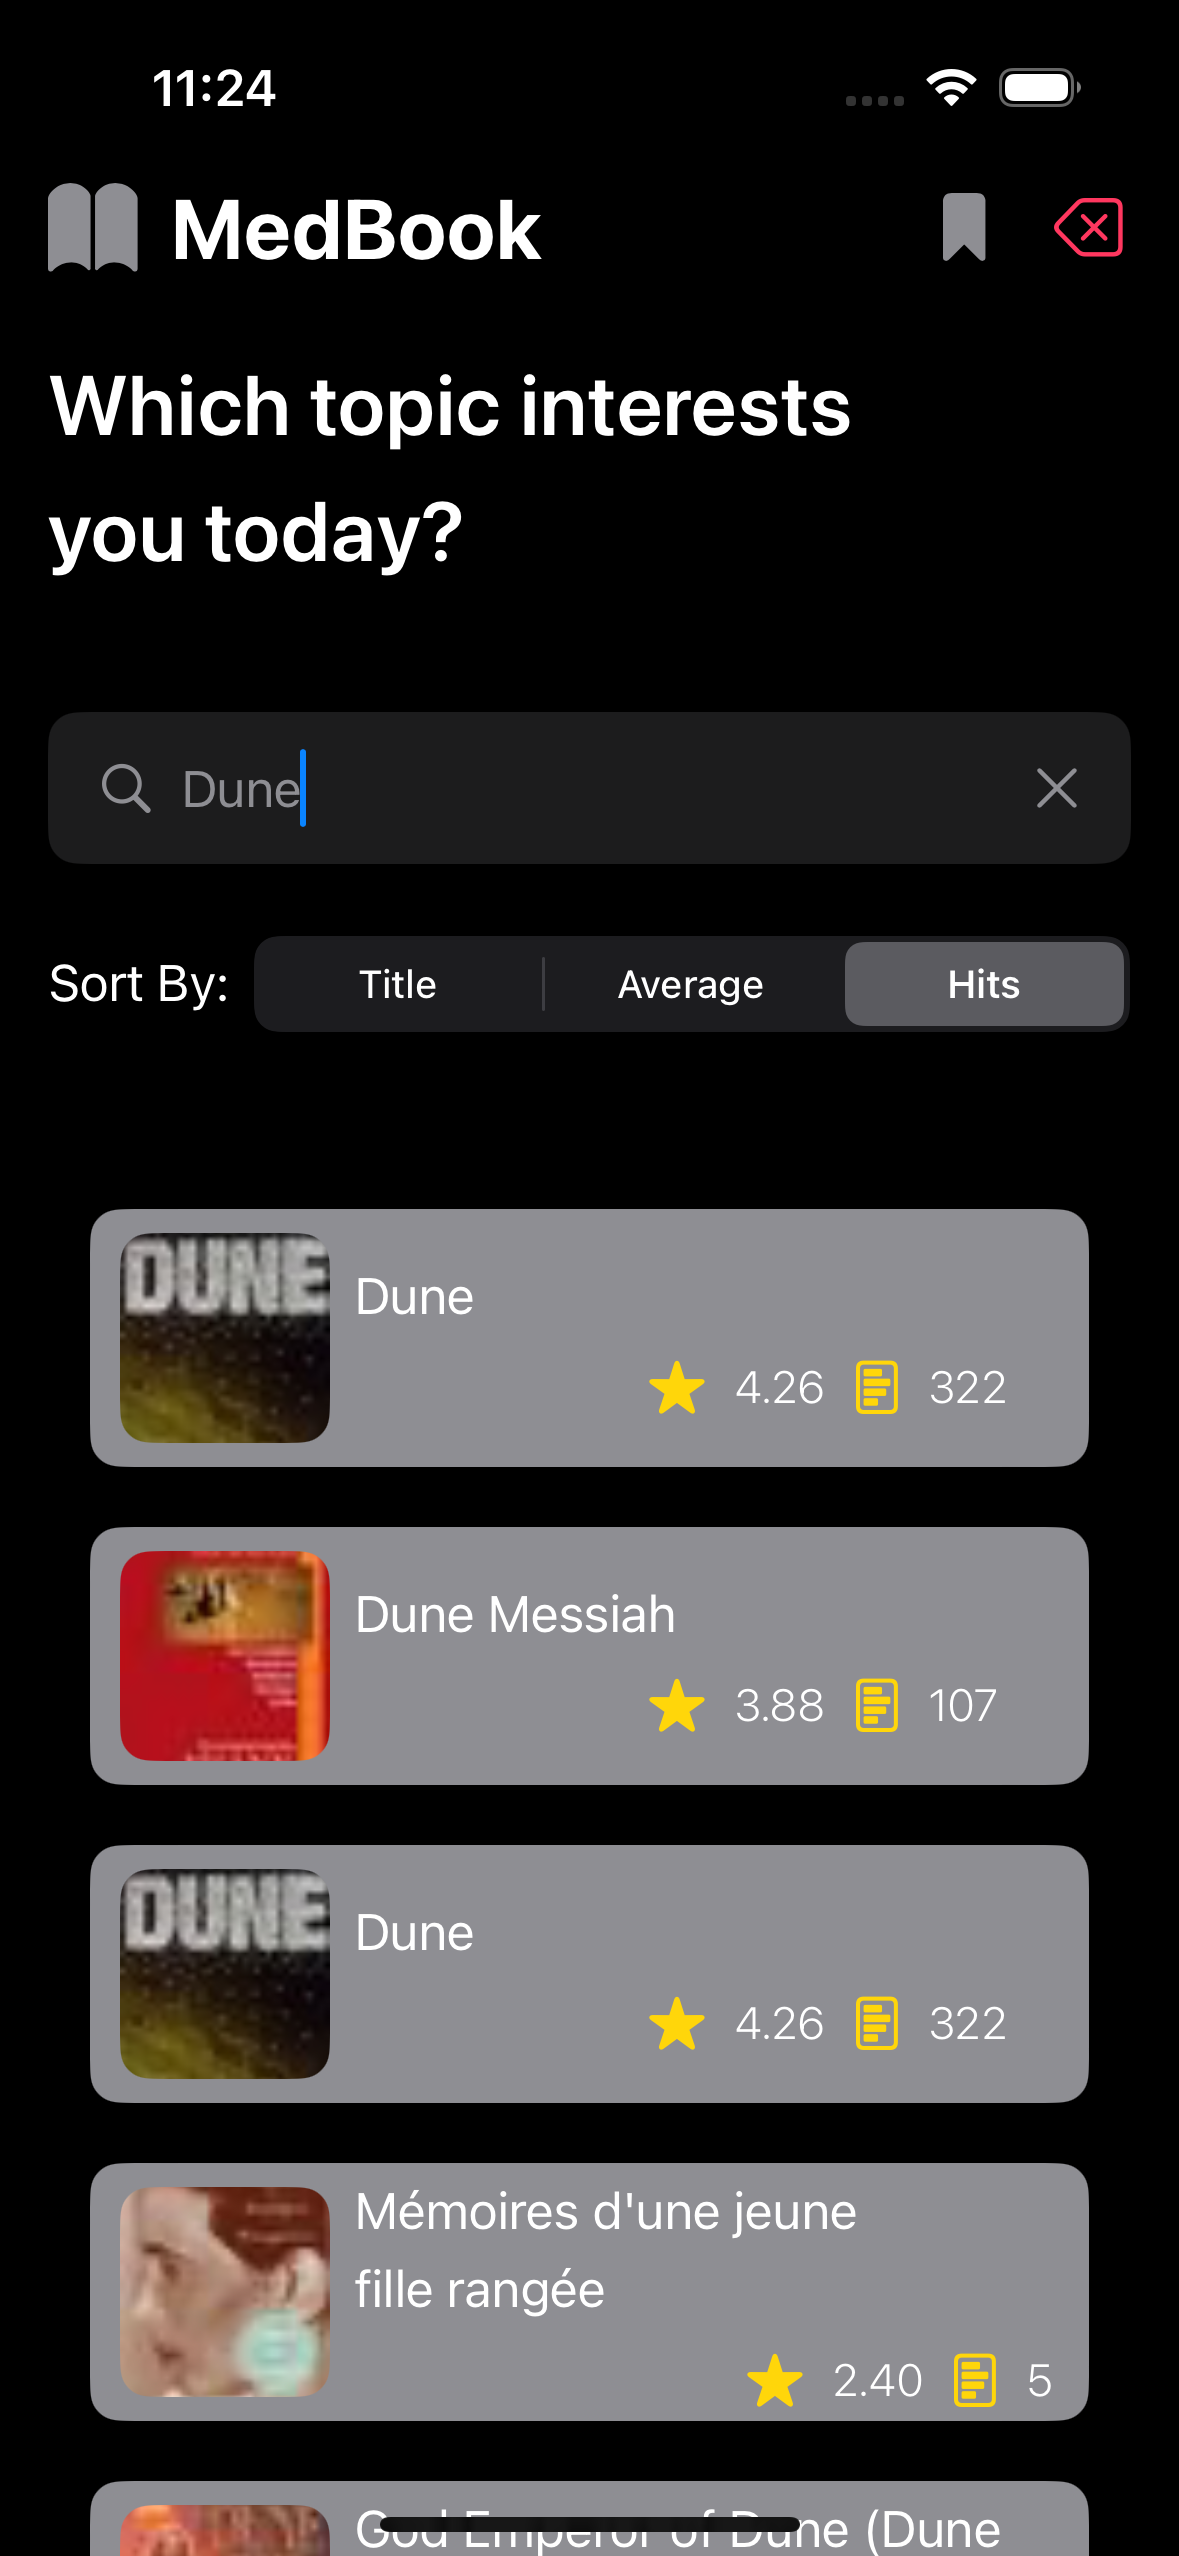 11:24
MedBook
Which topic interests
you today?
Dune
Sort By: Title Average Hits
DUNE
Dune
4.26 322
Dune Messiah
3.88 107
DUNE
Dune
4.26 322
Mémoires d'une jeune
fille rangée
2.40 5
God Emperor of Dune (Dune